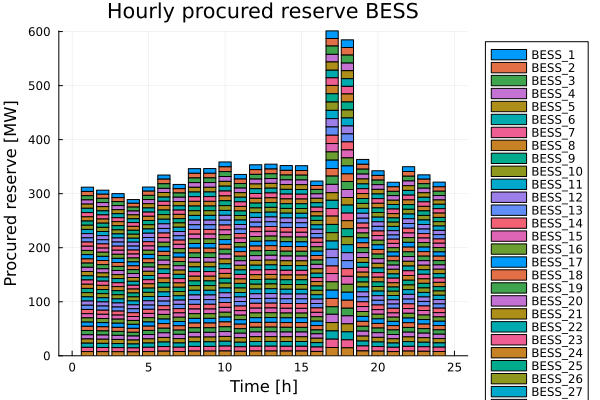 Hourly procured reserve BESS
Procured reserve [MW]
600
500
400
300
200
100
0
0 5 10 15 20 25
Time [h]
BESS_1
BESS_2
BESS_3
BESS_4
BESS_5
BESS_6
BESS_7
BESS_8
BESS_9
BESS_10
BESS_11
BESS_12
BESS_13
BESS_14
BESS_15
BESS_16
BESS_17
BESS_18
BESS_19
BESS_20
BESS_21
BESS_22
BESS_23
BESS_24
BESS_25
BESS_26
BESS_27